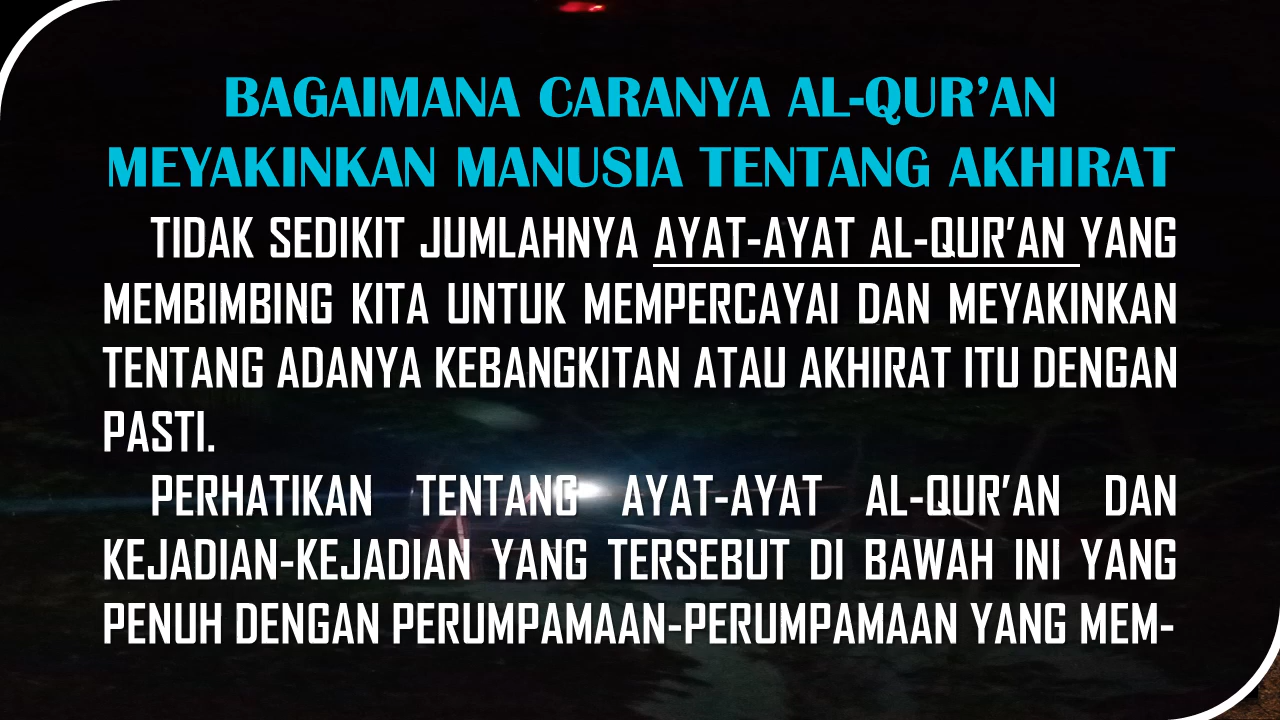 BAGAIMANA CARANYA AL-QUR’AN
MEYAKINKAN MANUSIA TENTANG AKHIRAT
TIDAK SEDIKIT JUMLAHNYA AYAT-AYAT AL-QUR’AN YANG
MEMBIMBING KITA UNTUK MEMPERCAYAI DAN MEYAKINKAN
TENTANG ADANYA KEBANGKITAN ATAU AKHIRAT ITU DENGAN
PASTI.
PERHATIKAN TENTANG AYAT-AYAT AL-QUR’AN DAN
KEJADIAN-KEJADIAN YANG TERSEBUT DI BAWAH INI YANG
PENUH DENGAN PERUMPAMAAN-PERUMPAMAAN YANG MEM-